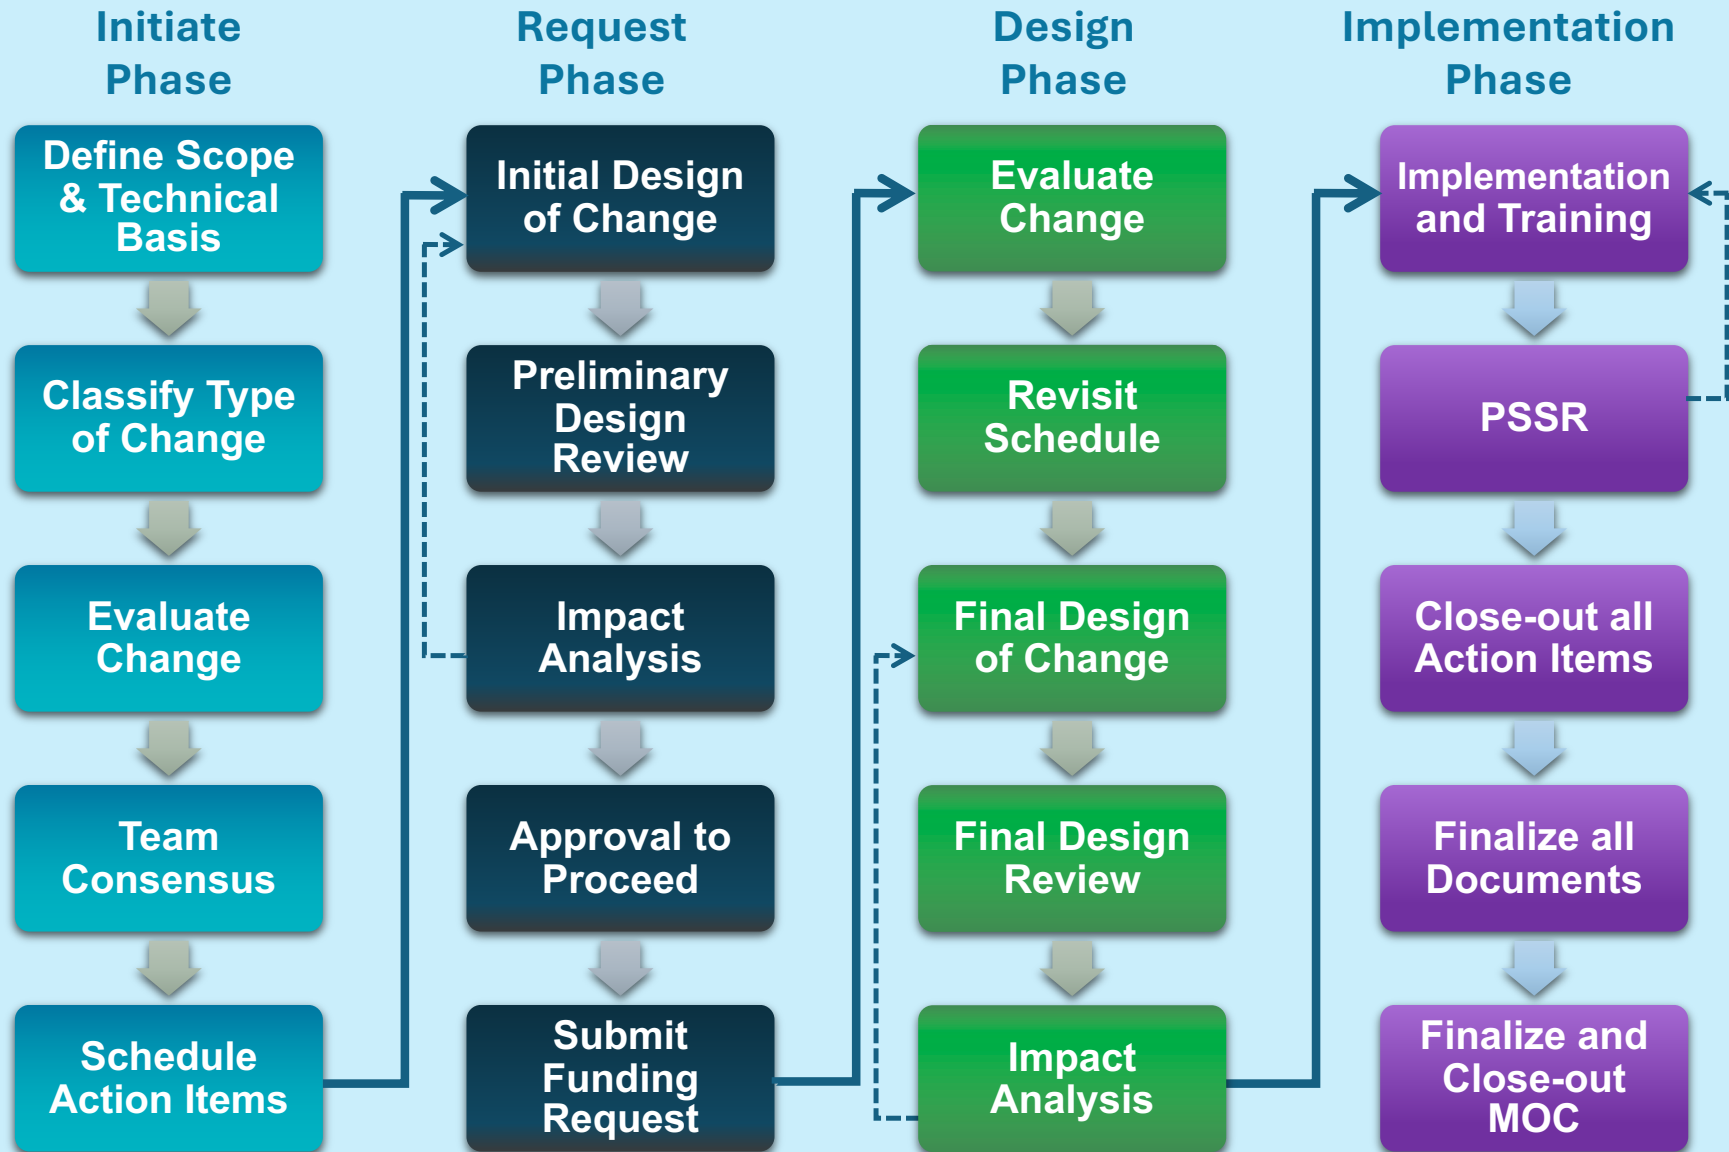 Initiate
Phase
Define Scope
& Technical
Basis
Classify Type
of Change
Evaluate
Change
Team
Consensus
Schedule
Action Items
Request
Phase
Initial Design
of Change
Preliminary
Design
Review
Impact
Analysis
Approval to
Proceed
Submit
Funding
Request
Design
Phase
Evaluate
Change
Revisit
Schedule
Final Design
of Change
Final Design
Review
Impact
Analysis
Implementation
Phase
Implementation
and Training
PSSR
Close-out all
Action Items
Finalize all
Documents
Finalize and
Close-out
MOC